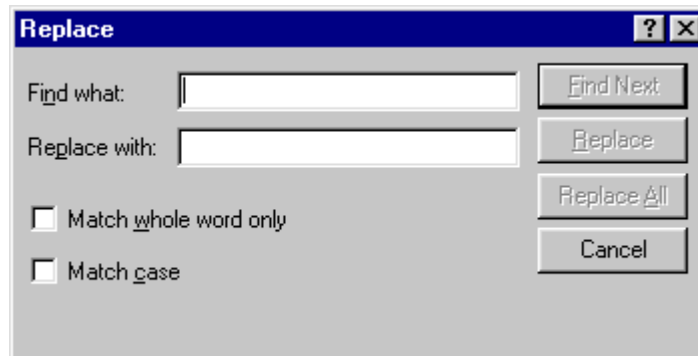 Replace
Find what:
Find Next
Replace with:
Replace
Replace All
Match whole word only
Cancel
Match case